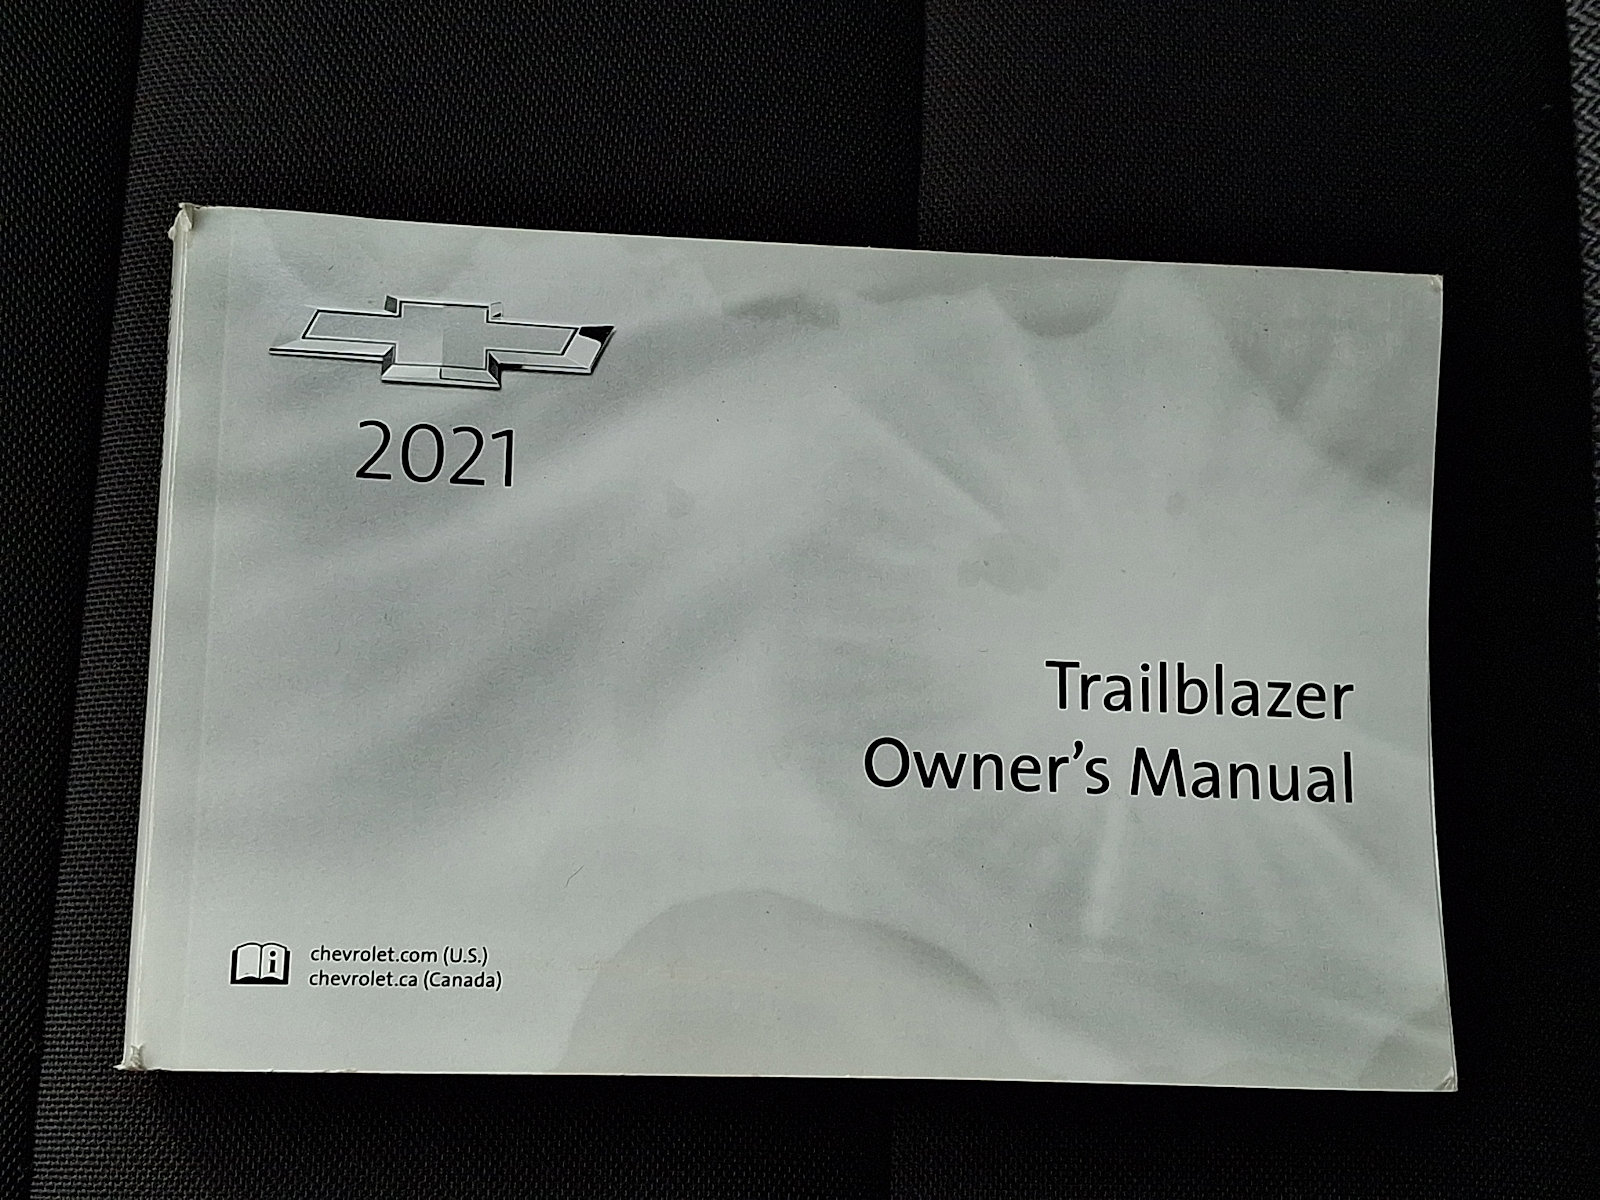 2021
Trailblazer
Owner's Manual
chevrolet.com (U.S.)
chevrolet.ca (Canada)